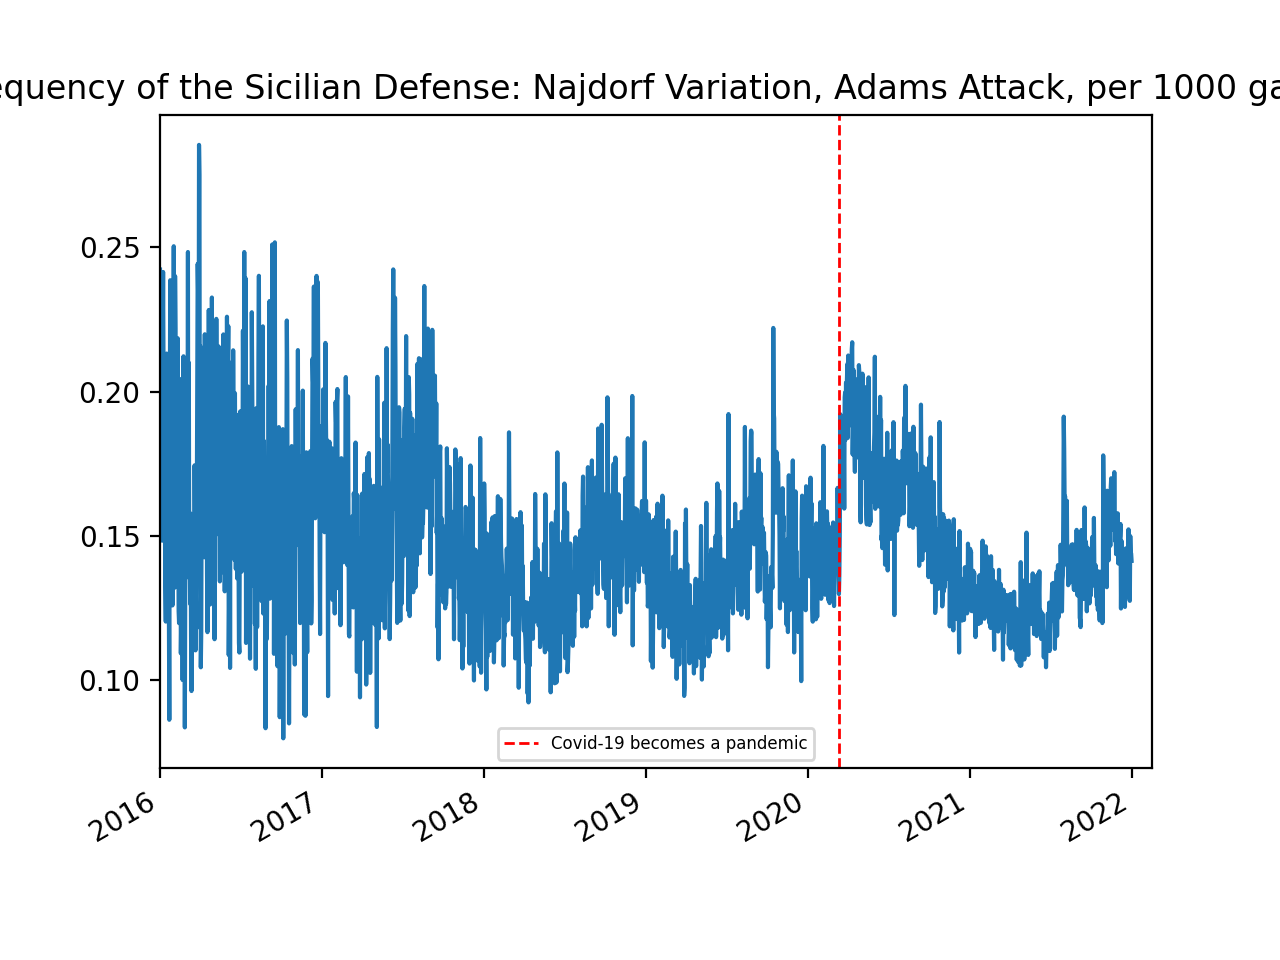 equency of the Sicilian Defense: Najdorf Variation, Adams Attack, per 1000 ga
0.25
0.20
0.15
0.10
Covid-19 becomes a pandemic
2016 2017 2018 2019 2020 2021 2022